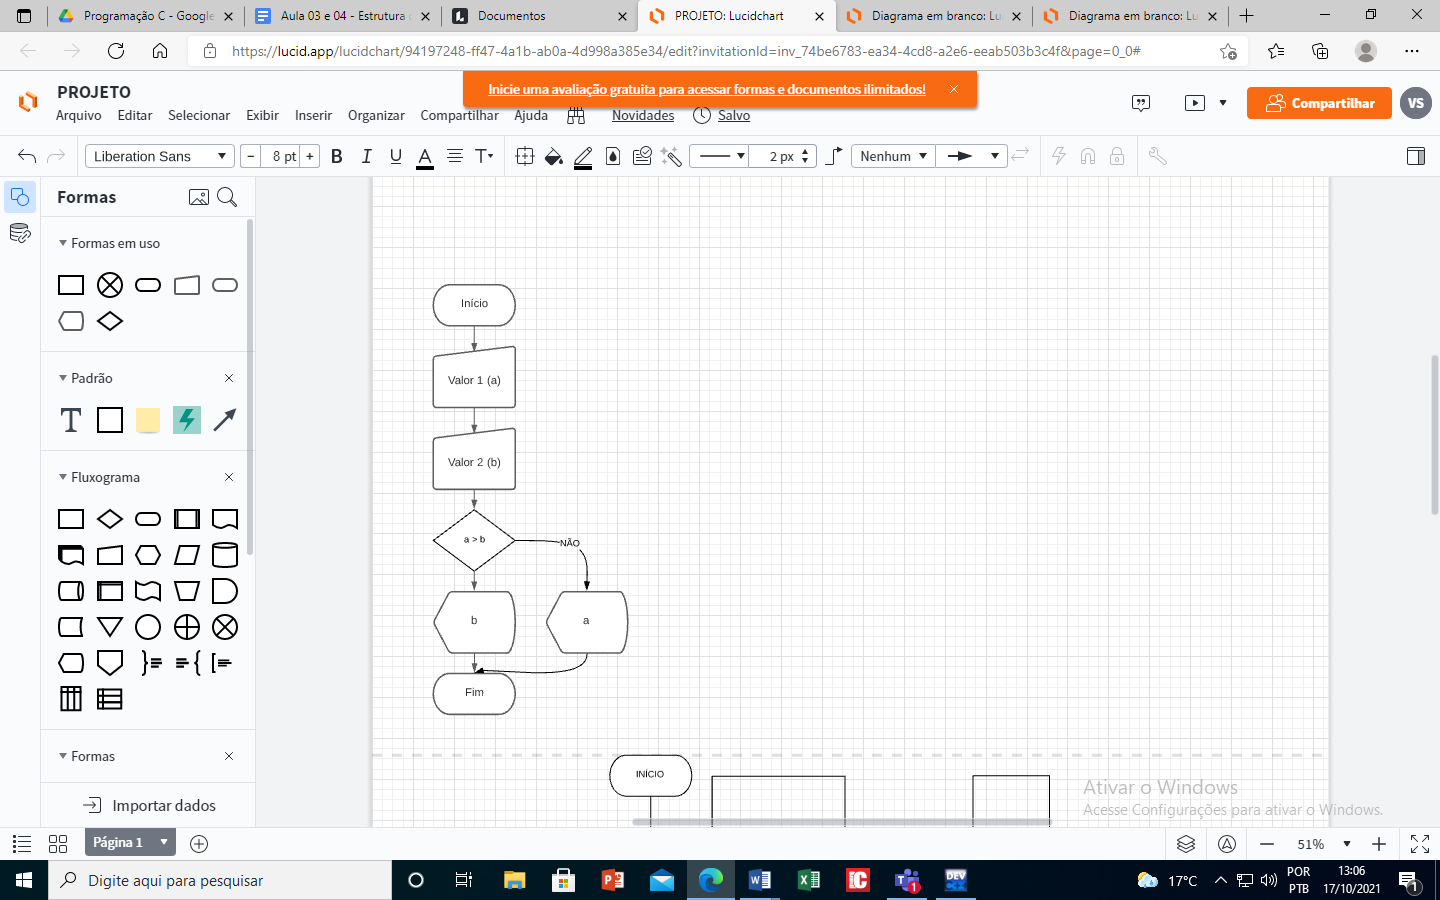 Programação C - Google
Aula 03 e 04 - Estrutura
Documentos
PROJETO: Lucidchart
Diagrama em branco: Lu
Diagrama em branco: Lu
https://lucid.app/lucidchart/94197248-ff47-4a1b-ab0a-4d998a385e34/edit?invitationId=inv_74be6783-ea34-4cd8-a2e6-eeab503b3c4f&page=0_0#
PROJETO
Inicie uma avaliação gratuita para acessar formas e documentos ilimitados!
Arquivo Editar Selecionar Exibir Inserir Organizar Compartilhar Ajuda Novidades Salvo
Compartilhar
VS
Liberation Sans
8 pt
B I U A T
2 px
Nenhum
Formas
Formas em uso
Padrão
T
Fluxograma
Formas
Importar dados
Início
Valor 1 (a)
Valor 2 (b)
a > b
NÃO
b
a
Fim
INÍCIO
Ativar o Windows
Acesse Configurações para ativar o Windows.
Página 1
51%
Digite aqui para pesquisar
17°C
POR
PTB
13:06
17/10/2021
1
1
DEV